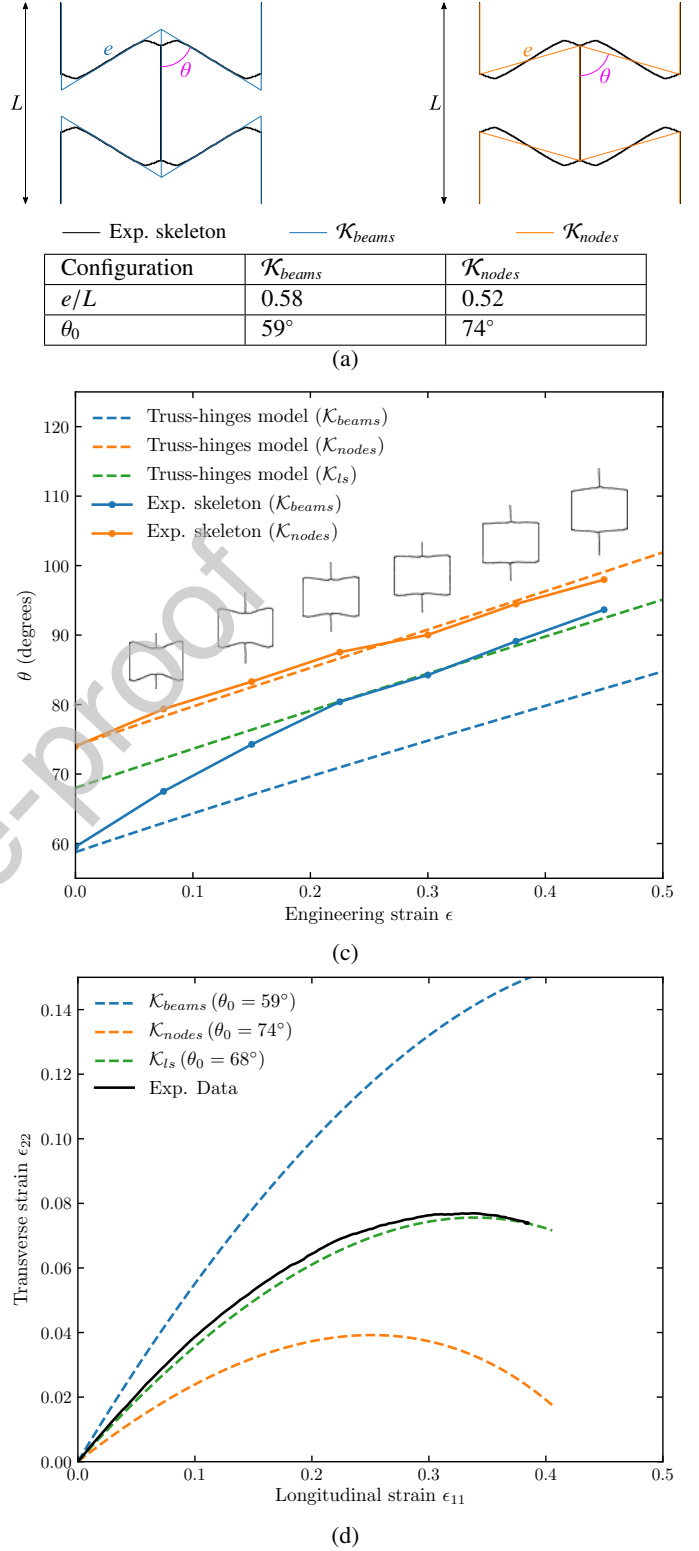 L
e
θ
L
e
θ
Exp. skeleton
𝒦beams
𝒦nodes
Configuration 𝒦beams 𝒦nodes
e/L 0.58 0.52
θ0 59° 74°
(a)
120
110
100
90
80
70
60
θ (degrees)
Truss-hinges model (𝒦beams)
Truss-hinges model (𝒦nodes)
Truss-hinges model (𝒦ls)
Exp. skeleton (𝒦beams)
Exp. skeleton (𝒦nodes)
e-proof
0.0 0.1 0.2 0.3 0.4 0.5
Engineering strain ϵ
(c)
0.14
0.12
0.10
0.08
0.06
0.04
0.02
0.00
Transverse strain ϵ22
𝒦beams (θ0 = 59°)
𝒦nodes (θ0 = 74°)
𝒦ls (θ0 = 68°)
Exp. Data
0.0 0.1 0.2 0.3 0.4 0.5
Longitudinal strain ϵ11
(d)